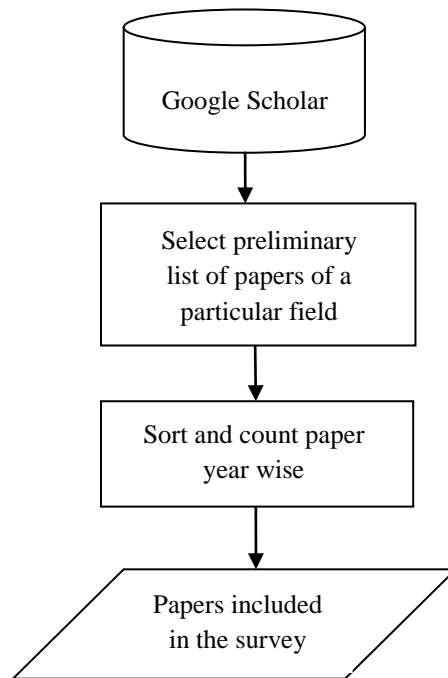 Google Scholar
Select preliminary
list of papers of a
particular field
Sort and count paper
year wise
Papers included
in the survey